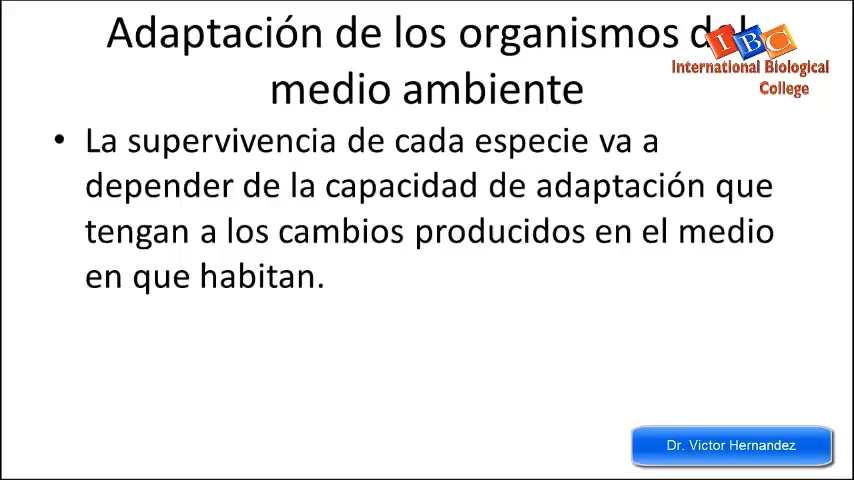 Adaptación de los organismos del
medio ambiente
IBC
International Biological
College
• La supervivencia de cada especie va a
depender de la capacidad de adaptación que
tengan a los cambios producidos en el medio
en que habitan.
Dr. Victor Hernandez